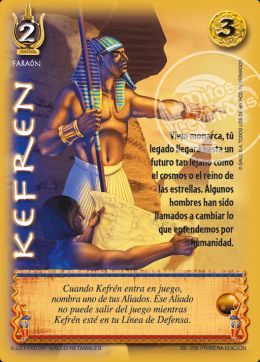 2
3
FARAÓN
KEFREN
Viejo monarca, tú
legado llegará hasta un
futuro tan lejano como
el cosmos o el reino de
las estrellas. Algunos
hombres han sido
llamados a cambiar lo
que entendemos por
humanidad.
Cuando Kefrén entra en juego,
nombra uno de tus Aliados. Ese Aliado
no puede salir del juego mientras
Kefrén esté en tu Línea de Defensa.
ILUSTRADOR: WALDO RETAMALES
PRIMERA EDICIÓN